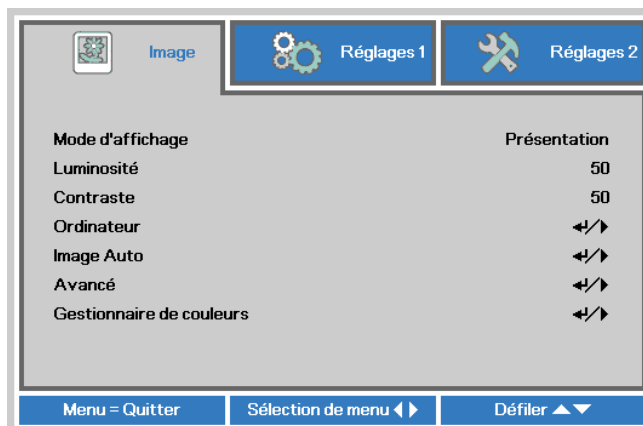 Image Réglages 1 Réglages 2
Mode d'affichage Présentation
Luminosité 50
Contraste 50
Ordinateur
Image Auto
Avancé
Gestionnaire de couleurs
Menu = Quitter Sélection de menu Défiler